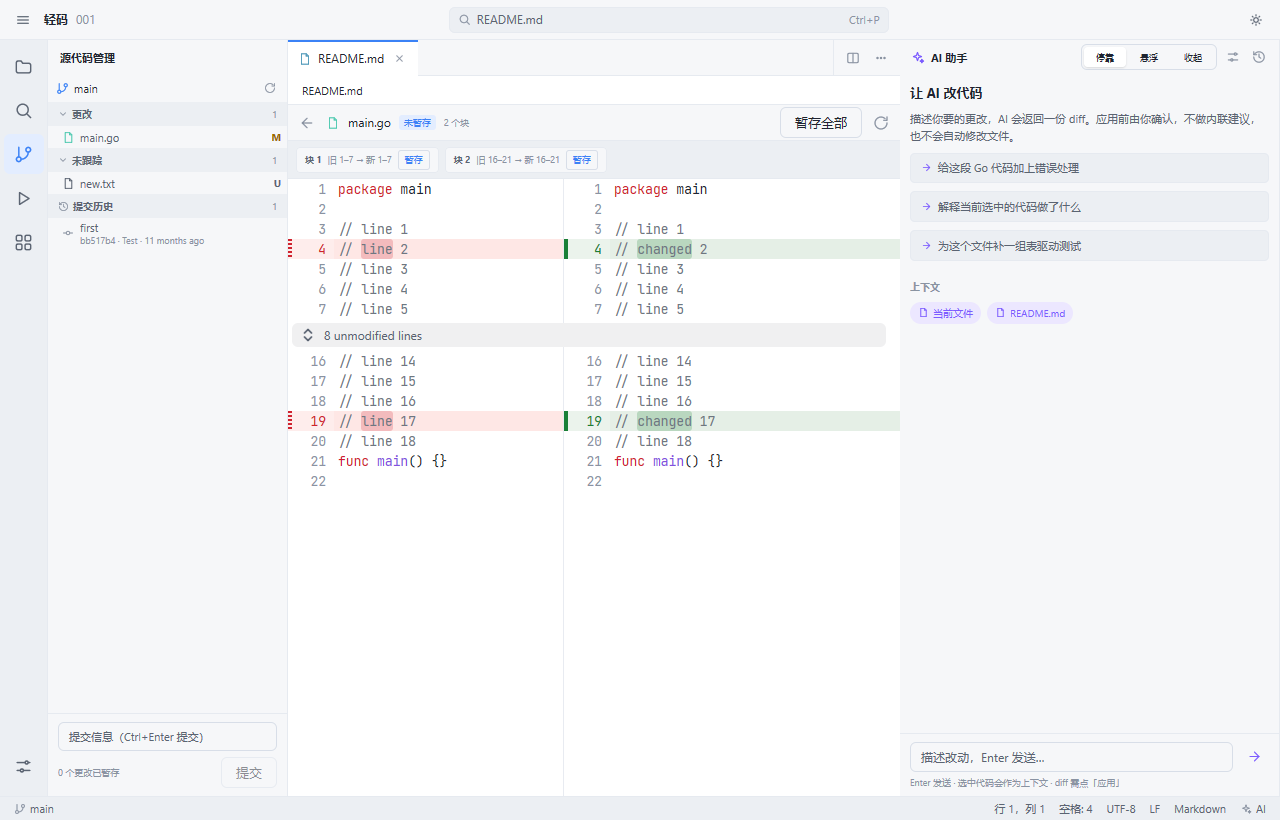 轻码 001
README.md Ctrl+P
源代码管理
main
更改 1
main.go M
未跟踪 1
new.txt U
提交历史 1
first
bb517b4 · Test · 11 months ago
提交信息（Ctrl+Enter 提交）
0 个更改已暂存 提交
README.md
README.md
main.go 未暂存 2 个块 暂存全部
块 1 旧 1–7 → 新 1–7 暂存 块 2 旧 16–21 → 新 16–21 暂存
1 package main 1 package main
2 2
3 // line 1 3 // line 1
4 // line 2 4 // changed 2
5 // line 3 5 // line 3
6 // line 4 6 // line 4
7 // line 5 7 // line 5
8 unmodified lines
16 // line 14 16 // line 14
17 // line 15 17 // line 15
18 // line 16 18 // line 16
19 // line 17 19 // changed 17
20 // line 18 20 // line 18
21 func main() {} 21 func main() {}
22 22
AI 助手 停靠 悬浮 收起
让 AI 改代码
描述你要的更改，AI 会返回一份 diff。应用前由你确认，不做内联建议，
也不会自动修改文件。
给这段 Go 代码加上错误处理
解释当前选中的代码做了什么
为这个文件补一组表驱动测试
上下文
当前文件 README.md
描述改动，Enter 发送...
Enter 发送 · 选中代码会作为上下文 · diff 需点「应用」
main 行 1，列 1 空格: 4 UTF-8 LF Markdown AI